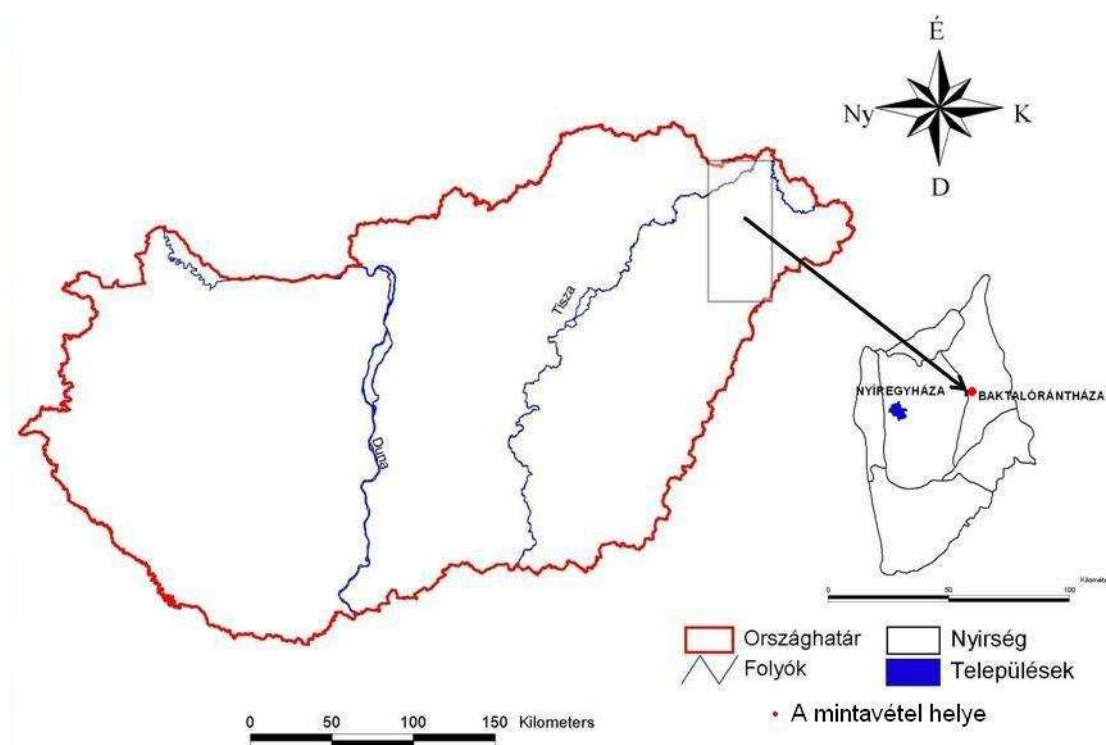 É
Ny
K
D
Tisza
Duna
NYÍREGYHÁZA
BAKTALÓRÁNTHÁZA
0 50 100
Kilométe
Országhatár
Nyirség
Folyók
Települések
A mintavétel helye
0 50 100 150 Kilometers